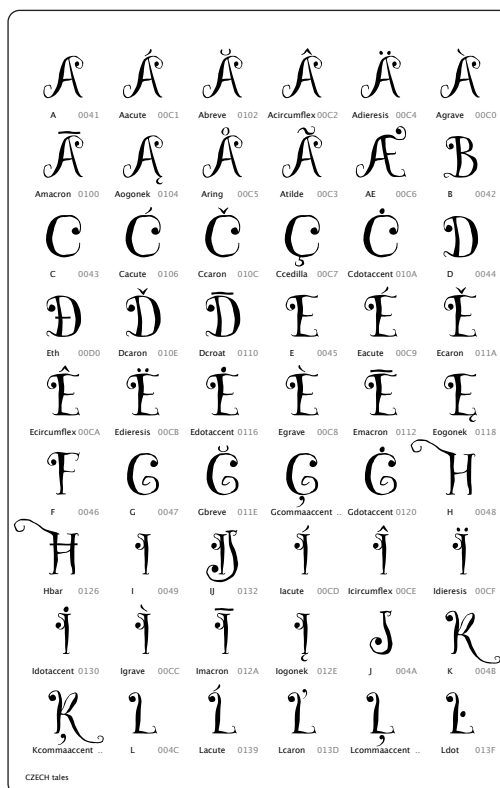 A Á Ă Â Ä À
A 0041 Aacute 00C1 Abreve 0102 Acircumflex 00C2 Adieresis 00C4 Agrave 00C0
Ā Ą Å Ã Æ B
Amacron 0100 Aogonek 0104 Aring 00C5 Atilde 00C3 AE 00C6 B 0042
C Ć Č Ç Ċ D
C 0043 Cacute 0106 Ccaron 010C Ccedilla 00C7 Cdotaccent 010A D 0044
Ð Ď D̄ E É Ě
Eth 00D0 Dcaron 010E Dcroat 0110 E 0045 Eacute 00C9 Ecaron 011A
Ê Ë Ė È Ē Ę
Ecircumflex 00CA Edieresis 00CB Edotaccent 0116 Egrave 00C8 Emacron 0112 Eogonek 0118
F G Ğ Ģ Ġ H
F 0046 G 0047 Gbreve 011E Gcommaaccent .. Gdotaccent 0120 H 0048
Ħ I IJ Í Î Ï
Hbar 0126 I 0049 IJ 0132 Iacute 00CD Icircumflex 00CE Idieresis 00CF
İ Ì Ī Į J K
Idotaccent 0130 Igrave 00CC Imacron 012A Iogonek 012E J 004A K 004B
Ķ L Ĺ Ľ Ļ Ŀ
Kcommaaccent .. L 004C Lacute 0139 Lcaron 013D Lcommaaccent .. Ldot 013F
CZECH tales